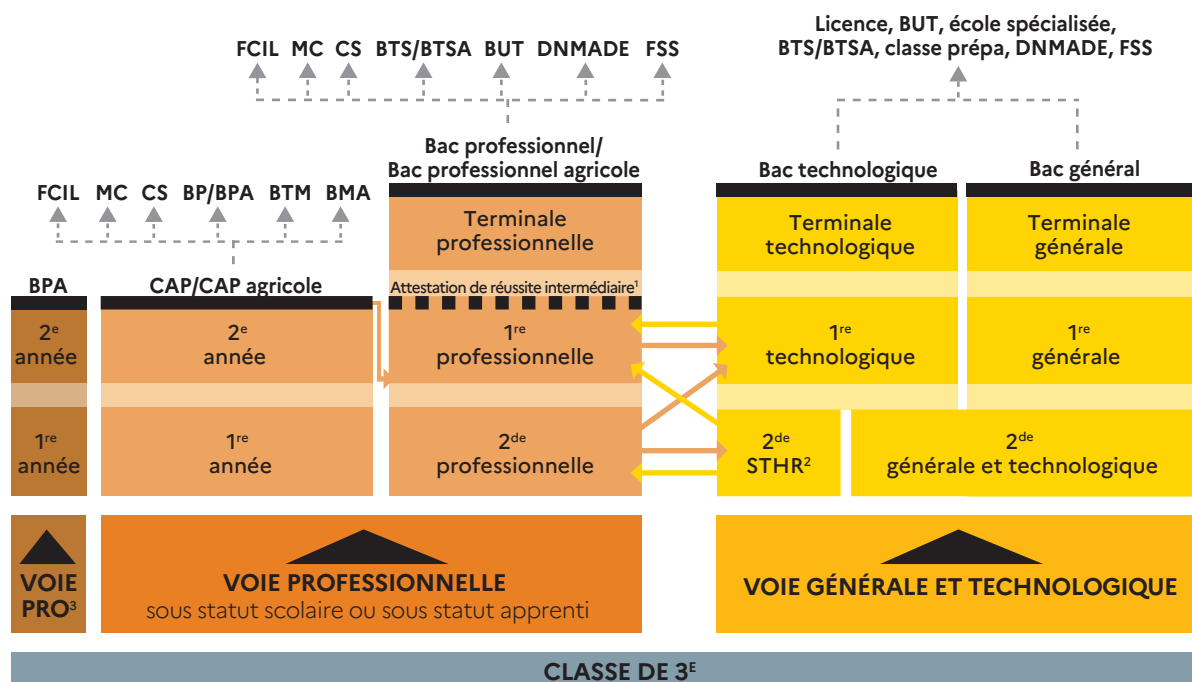 Licence, BUT, école spécialisée,
BTS/BTSA, classe prépa, DNMADE, FSS
FCIL MC CS BTS/BTSA BUT DNMADE FSS
Bac professionnel/
Bac professionnel agricole
Bac technologique
Bac général
FCIL MC CS BP/BPA BTM BMA
Terminale
professionnelle
Terminale
technologique
Terminale
générale
BPA
CAP/CAP agricole
Attestation de réussite intermédiaire¹
2e
année
2e
année
1re
professionnelle
1re
technologique
1re
générale
1re
année
1re
année
2de
professionnelle
2de
STHR²
2de
générale et technologique
VOIE
PRO³
VOIE PROFESSIONNELLE
sous statut scolaire ou sous statut apprenti
VOIE GÉNÉRALE ET TECHNOLOGIQUE
CLASSE DE 3E